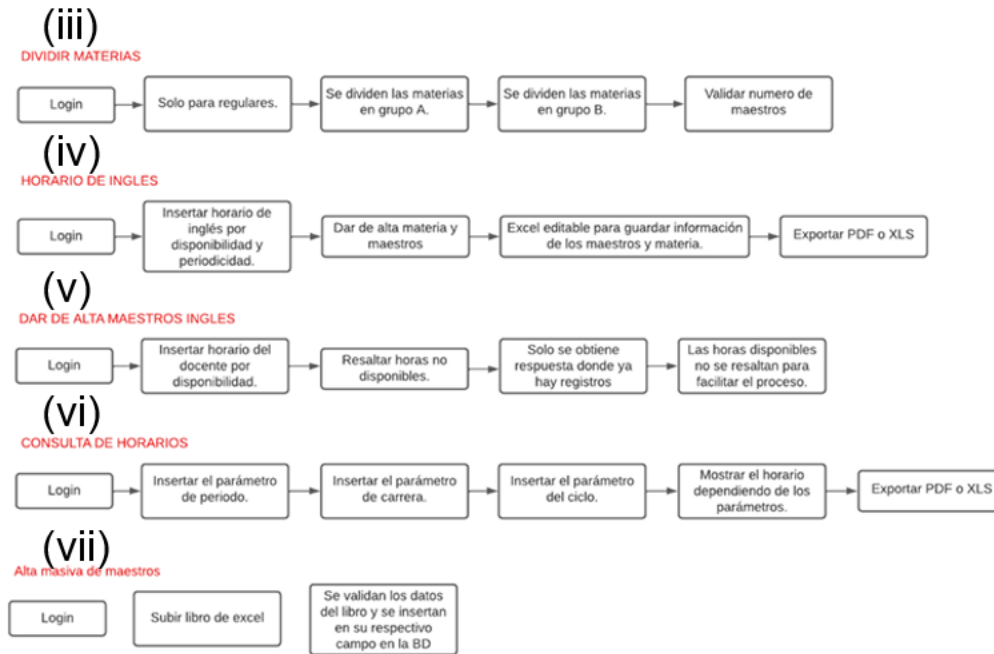 (iii)
DIVIDIR MATERIAS
Login
Solo para regulares.
Se dividen las materias
en grupo A.
Se dividen las materias
en grupo B.
Validar numero de
maestros
(iv)
HORARIO DE INGLES
Login
Insertar horario de
inglés por
disponibilidad y
periodicidad.
Dar de alta materia y
maestros
Excel editable para guardar información
de los maestros y materia.
Exportar PDF o XLS
(v)
DAR DE ALTA MAESTROS INGLES
Login
Insertar horario del
docente por
disponibilidad.
Resaltar horas no
disponibles.
Solo se obtiene
respuesta donde ya
hay registros
Las horas disponibles
no se resaltan para
facilitar el proceso.
(vi)
CONSULTA DE HORARIOS
Login
Insertar el parámetro
de periodo.
Insertar el parámetro
de carrera.
Insertar el parámetro
del ciclo.
Mostrar el horario
dependiendo de los
parámetros.
Exportar PDF o XLS
(vii)
Alta masiva de maestros
Login
Subir libro de excel
Se validan los datos
del libro y se insertan
en su respectivo
campo en la BD